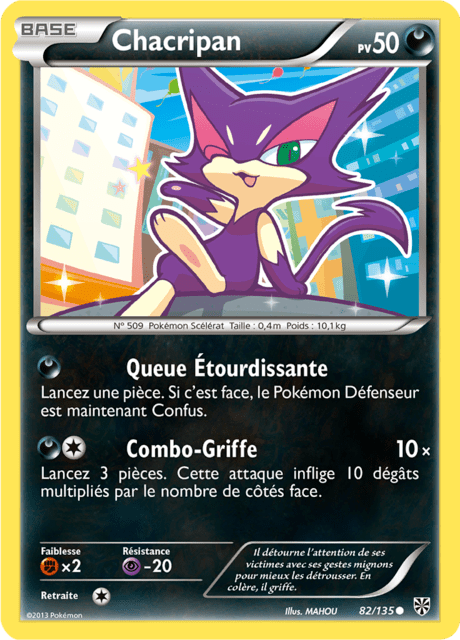 BASE
Chacripan
PV50
N° 509 Pokémon Scélérat Taille : 0,4m Poids : 10,1kg
Queue Étourdissante
Lancez une pièce. Si c'est face, le Pokémon Défenseur
est maintenant Confus.
Combo-Griffe 10×
Lancez 3 pièces. Cette attaque inflige 10 dégâts
multipliés par le nombre de côtés face.
Faiblesse Résistance
×2 -20
Retraite
Il détourne l'attention de ses
victimes avec ses gestes mignons
pour mieux les détrousser. En
colère, il griffe.
Illus. MAHOU 82/135
©2013 Pokémon